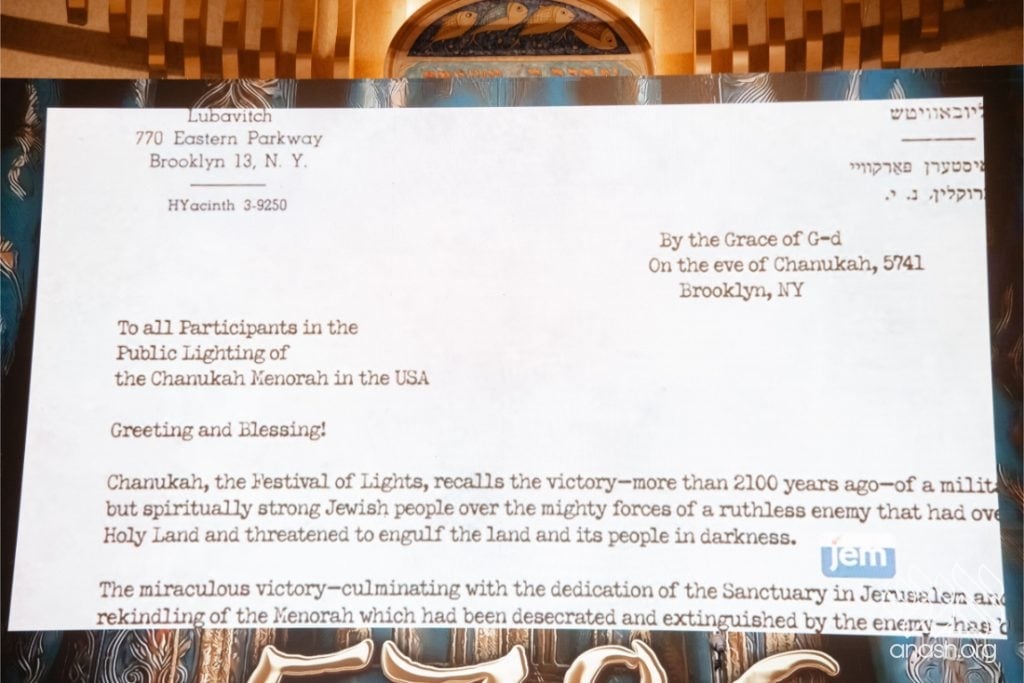 Lubavitch
770 Eastern Parkway
Brooklyn 13, N. Y.
HYacinth 3-9250
ליובאוויטש
איסטערן פּאַרקוויי
ברוקלין, נ. י.
By the Grace of G-d
On the eve of Chanukah, 5741
Brooklyn, NY
To all Participants in the
Public Lighting of
the Chanukah Menorah in the USA
Greeting and Blessing!
Chanukah, the Festival of Lights, recalls the victory—more than 2100 years ago—of a milita
but spiritually strong Jewish people over the mighty forces of a ruthless enemy that had ove
Holy Land and threatened to engulf the land and its people in darkness.
The miraculous victory—culminating with the dedication of the Sanctuary in Jerusalem and
rekindling of the Menorah which had been desecrated and extinguished by the enemy—has b
jem
anash.org
5786